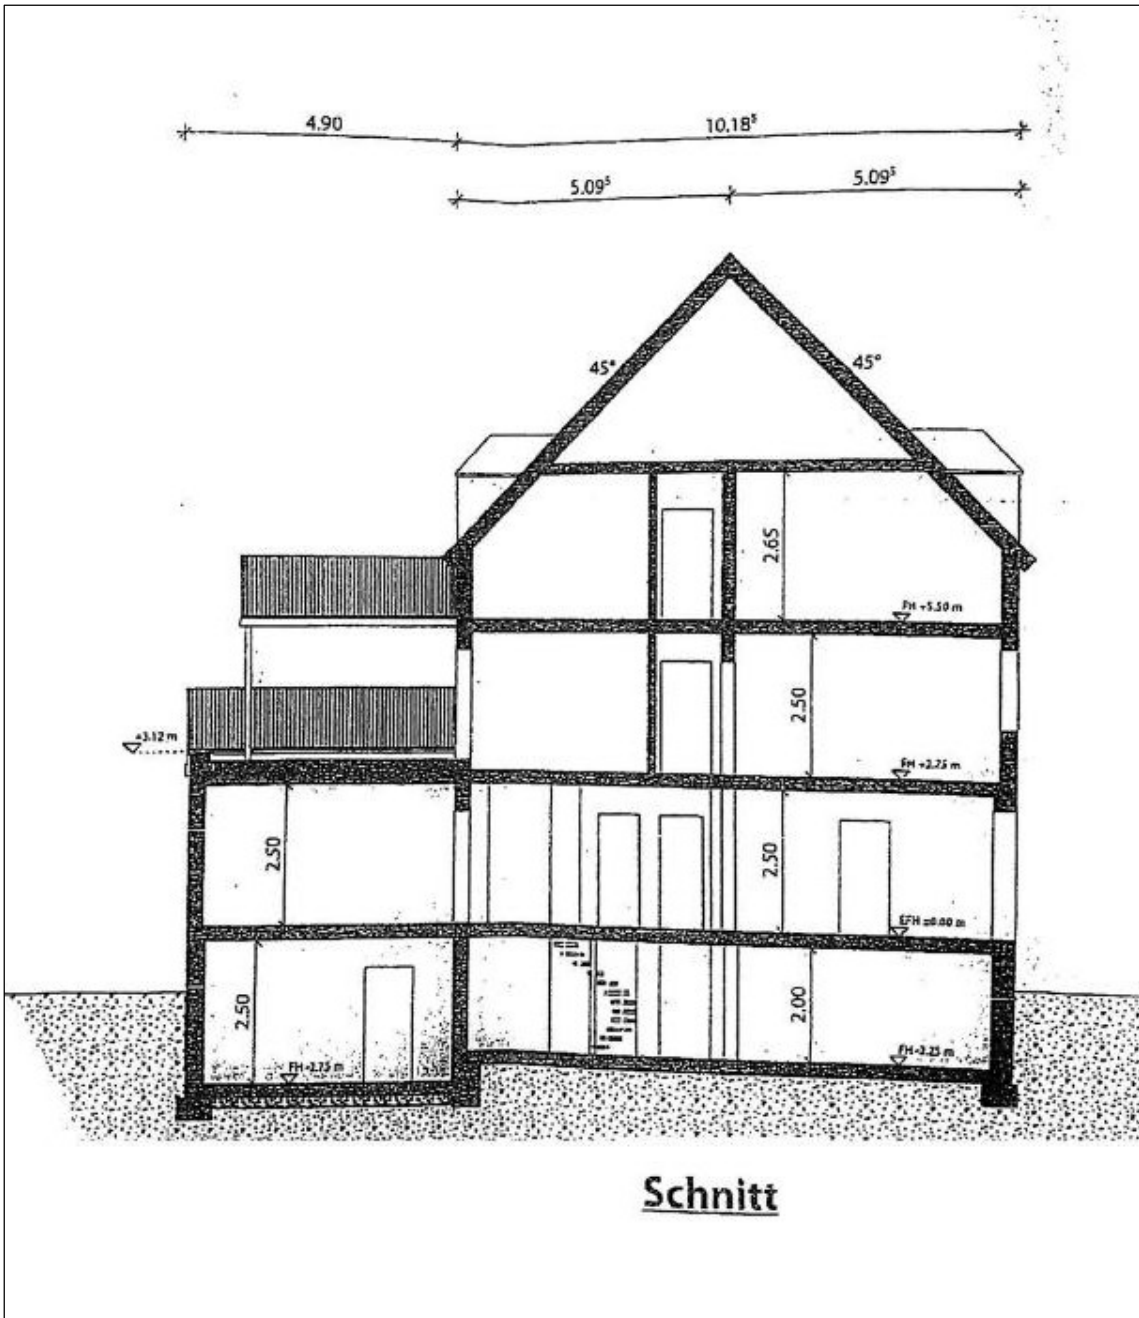 4.90
10.18⁵
5.09⁵
5.09⁵
45°
45°
2.65
FH +5.50 m
2.50
+3.12 m
FH +2.75 m
2.50
2.50
EFH ±0.00 m
2.50
2.00
FH -2.75 m
FH -2.25 m
Schnitt